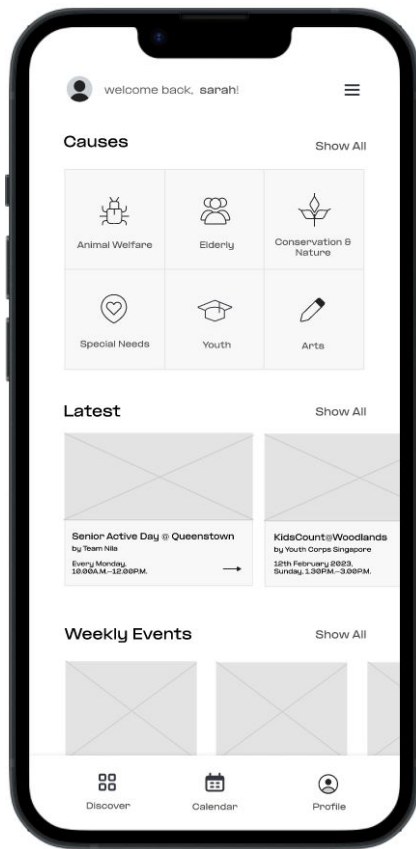 welcome back, sarah!
Causes
Show All
Animal Welfare
Elderly
Conservation &
Nature
Special Needs
Youth
Arts
Latest
Show All
Senior Active Day @ Queenstown
by Team Nila
Every Monday,
10.00A.M.–12.00P.M.
KidsCount@Woodlands
by Youth Corps Singapore
12th February 2023,
Sunday, 1.30P.M.–3.00P.M.
Weekly Events
Show All
Discover
Calendar
Profile